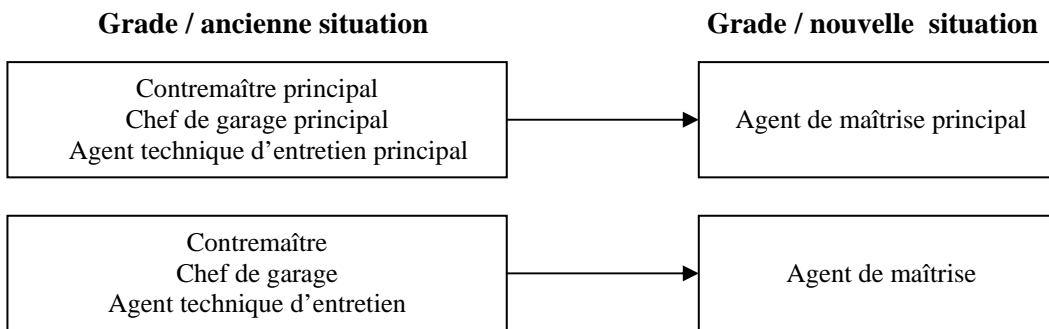 Grade / ancienne situation
Grade / nouvelle situation
Contremaître principal
Chef de garage principal
Agent technique d’entretien principal
Agent de maîtrise principal
Contremaître
Chef de garage
Agent technique d’entretien
Agent de maîtrise